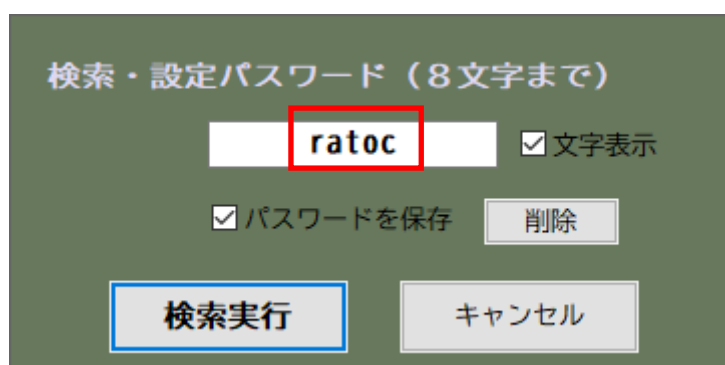 検索・設定パスワード（８文字まで）
ratoc
文字表示
パスワードを保存
削除
検索実行
キャンセル